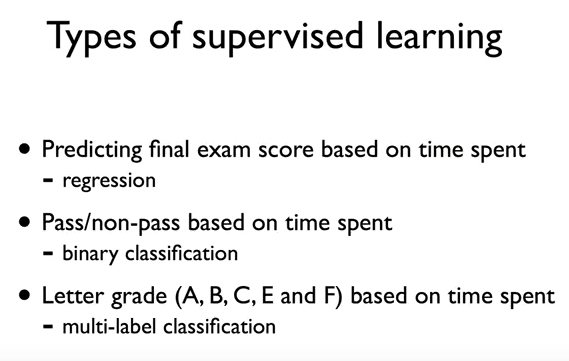 Types of supervised learning
• Predicting final exam score based on time spent
- regression
• Pass/non-pass based on time spent
- binary classification
• Letter grade (A, B, C, E and F) based on time spent
- multi-label classification